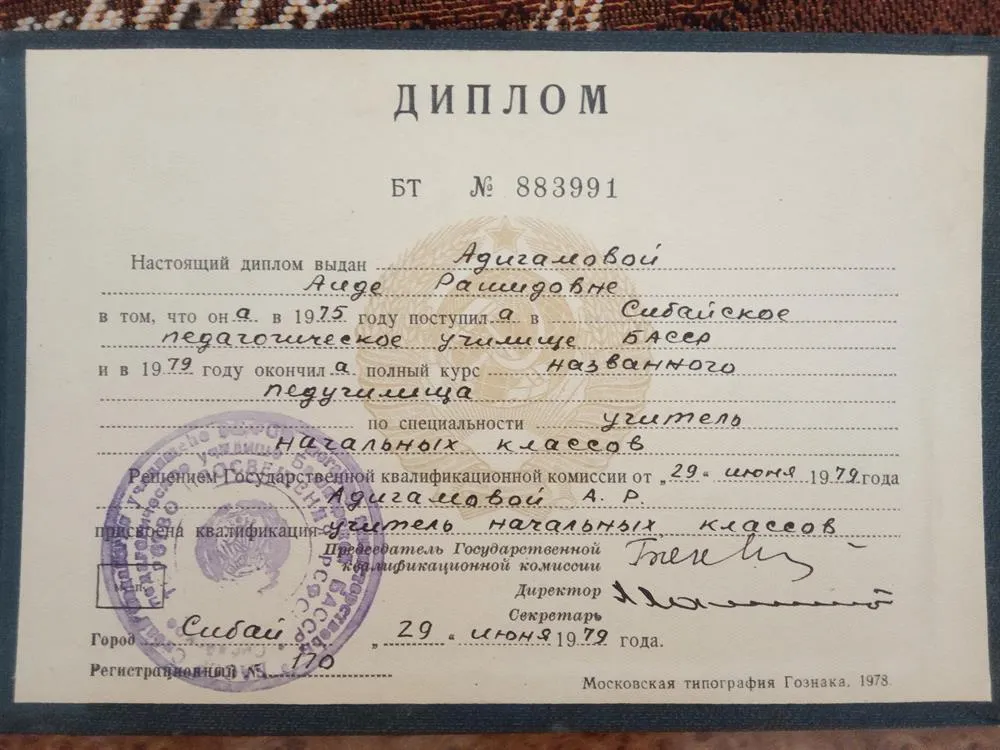 ДИПЛОМ
БТ № 883991
Настоящий диплом выдан Адигамовой
Аиде Рашидовне
в том, что он а в 1975 году поступил а в Сибайское
педагогическое училище БАССР
и в 1979 году окончил а полный курс названного
педучилища
по специальности учитель
начальных классов
Решением Государственной квалификационной комиссии от „29“ июня 1979 года
Адигамовой А. Р.
присвоена квалификация учитель начальных классов
Председатель Государственной
квалификационной комиссии
Директор
Секретарь
Город Сибай „29“ июня 1979 года.
Регистрационный № 170
Московская типография Гознака. 1978.